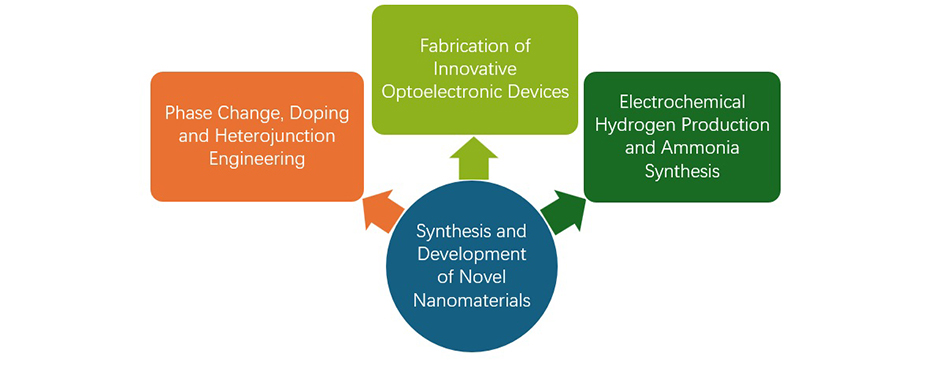 Fabrication of
Innovative
Optoelectronic Devices
Phase Change, Doping
and Heterojunction
Engineering
Electrochemical
Hydrogen Production
and Ammonia
Synthesis
Synthesis and
Development
of Novel
Nanomaterials